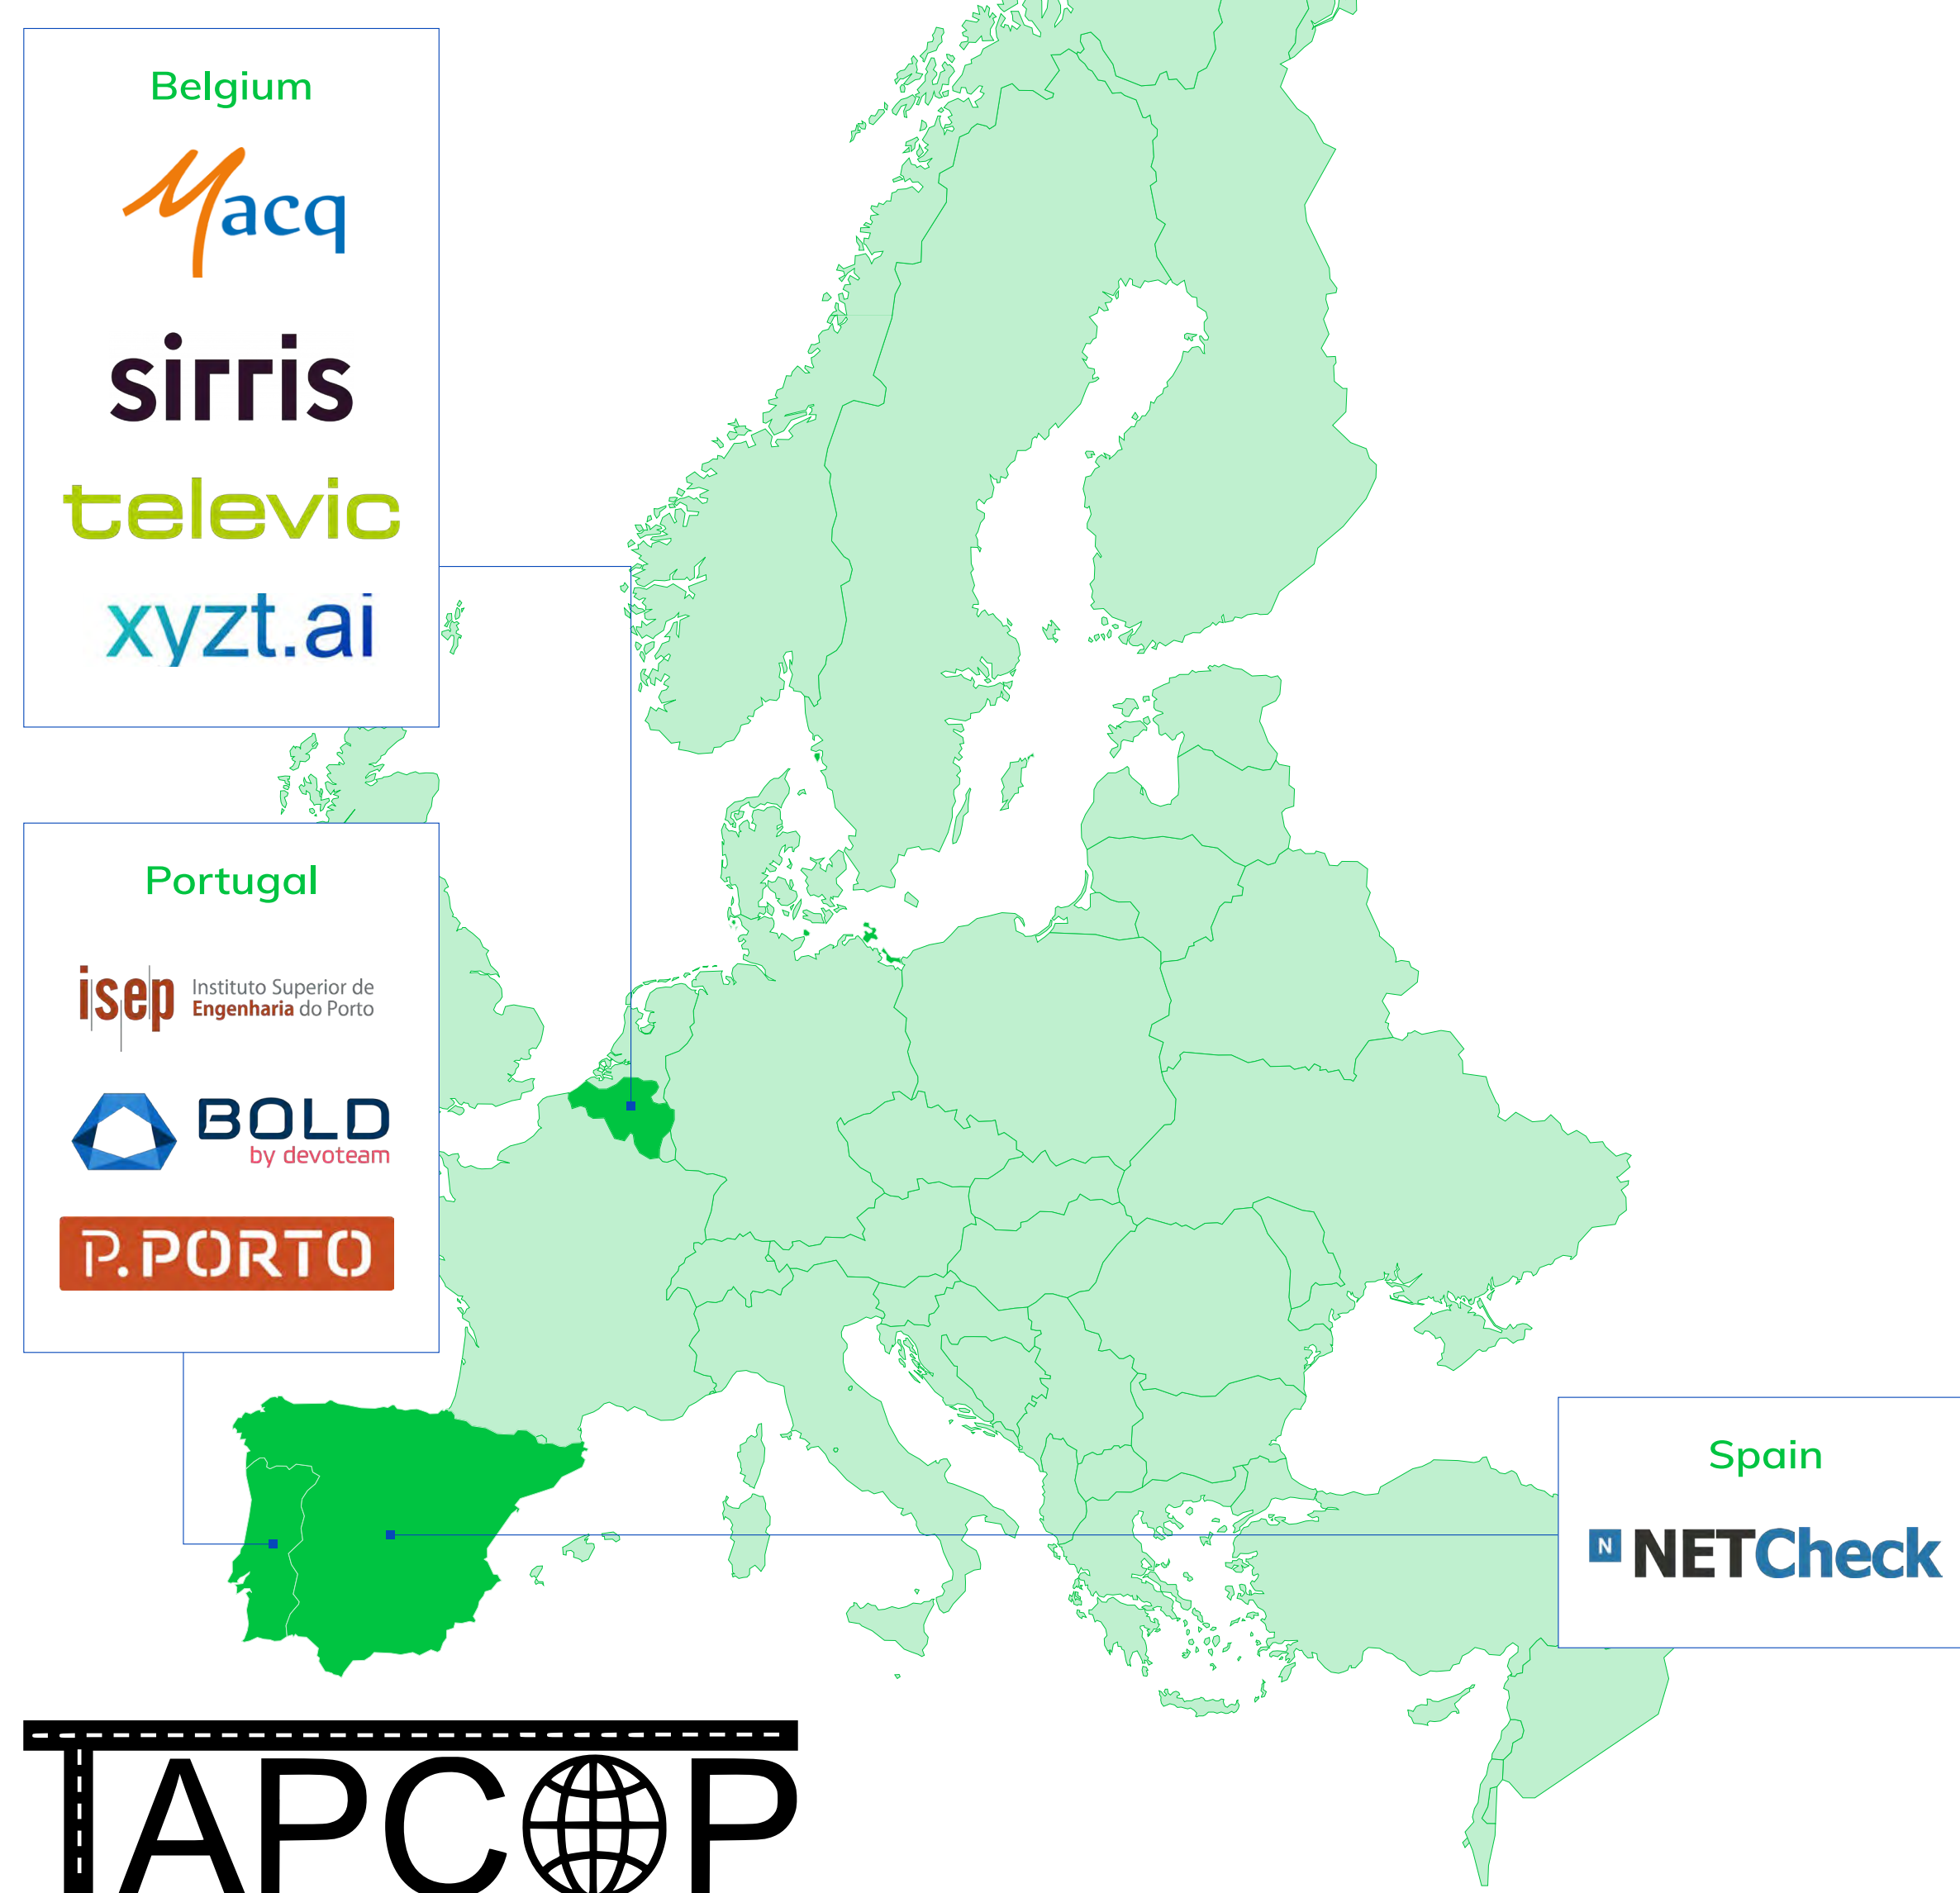 Belgium
Macq
sirris
televic
xyzt.ai
Portugal
isep
Instituto Superior de
Engenharia do Porto
BOLD
by devoteam
P.PORTO
Spain
N NETCheck
TAPCOP